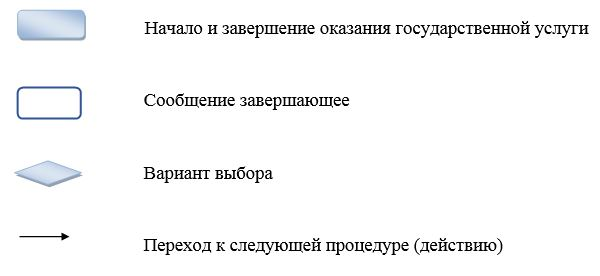 Начало и завершение оказания государственной услуги
Сообщение завершающее
Вариант выбора
Переход к следующей процедуре (действию)